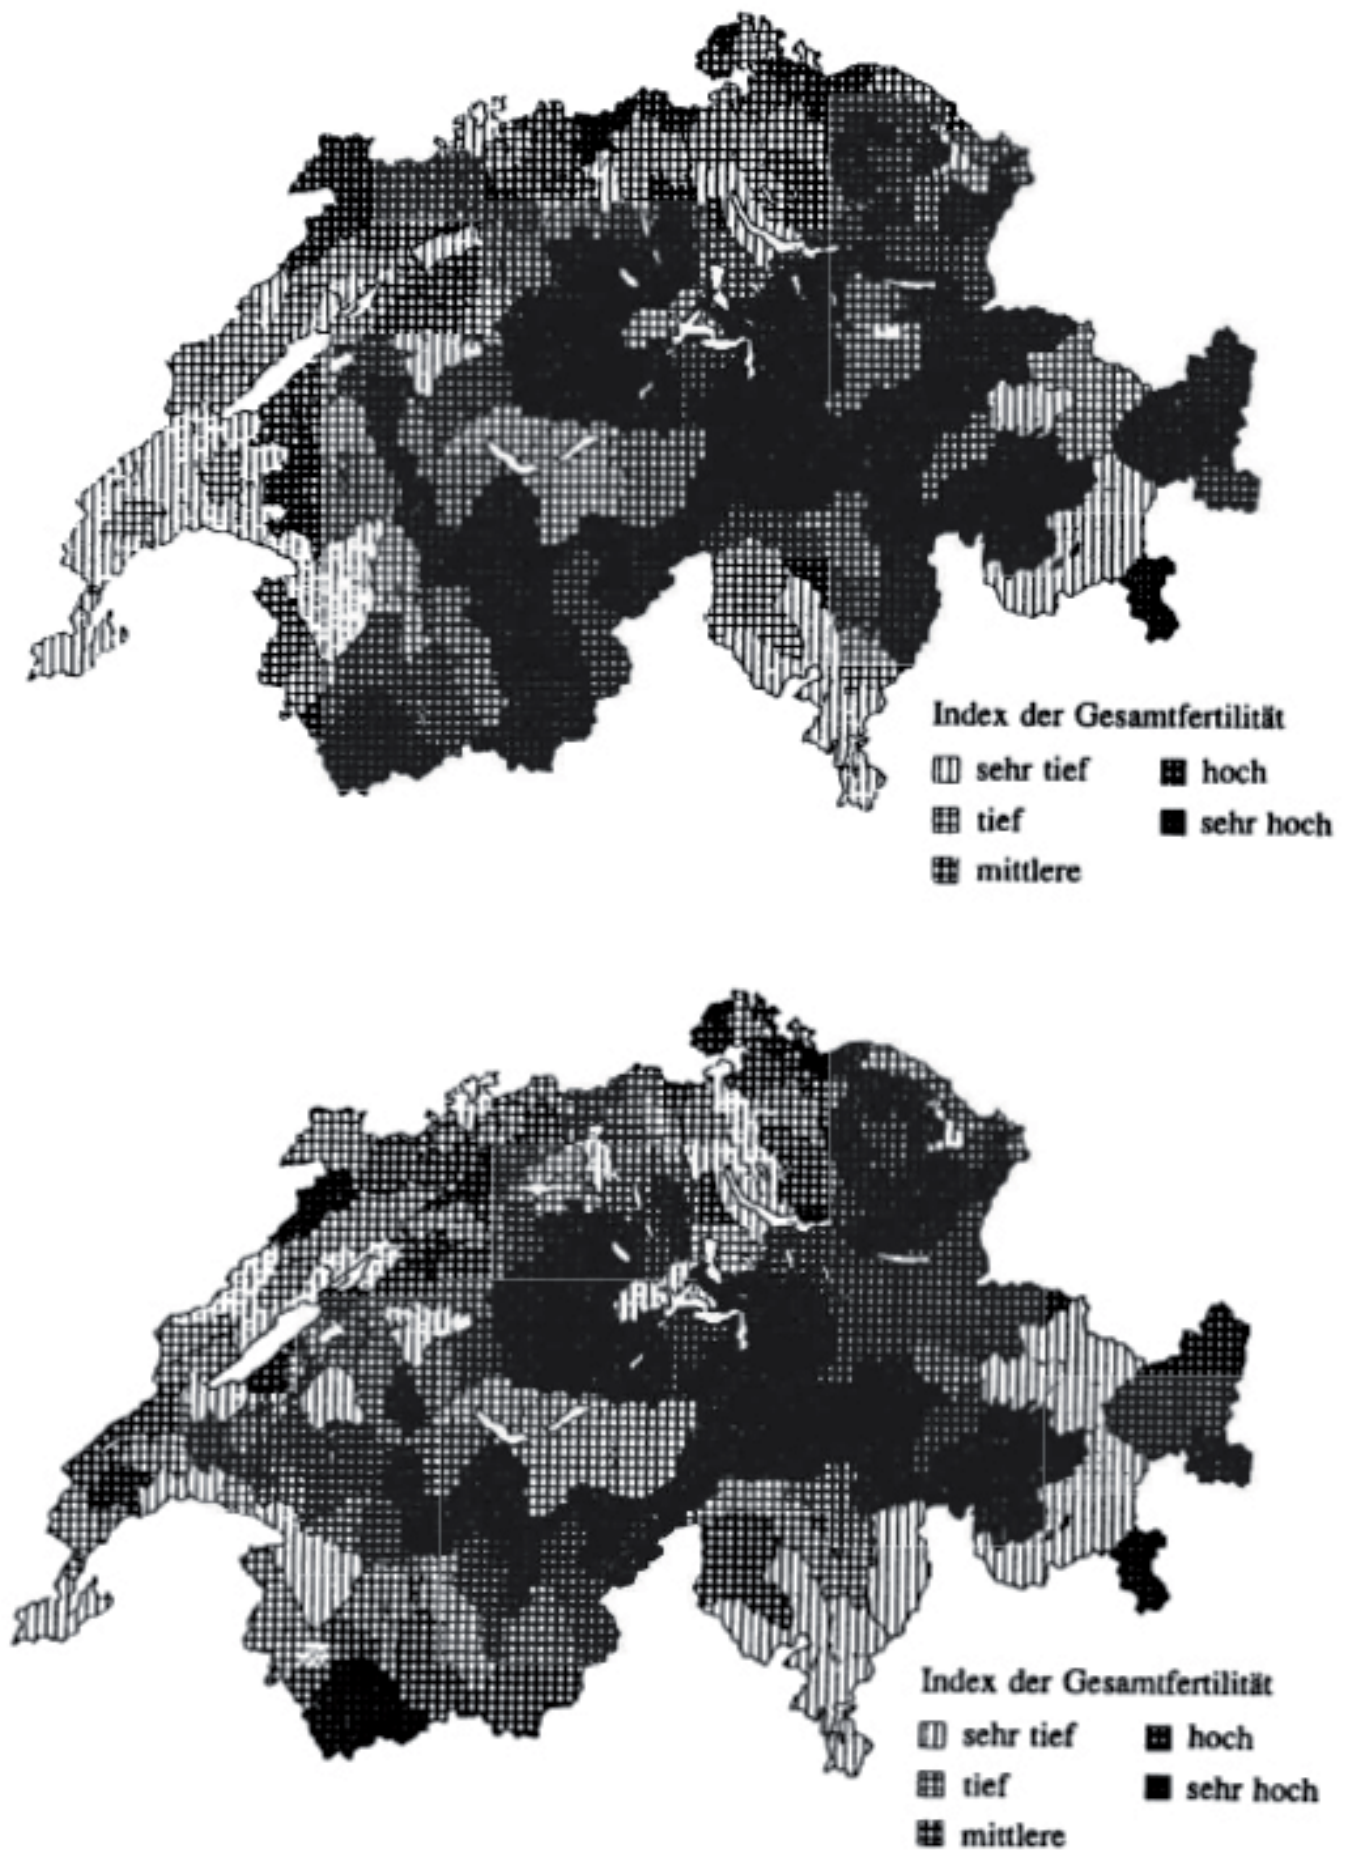 Index der Gesamtfertilität
sehr tief hoch
tief sehr hoch
mittlere
Index der Gesamtfertilität
sehr tief hoch
tief sehr hoch
mittlere